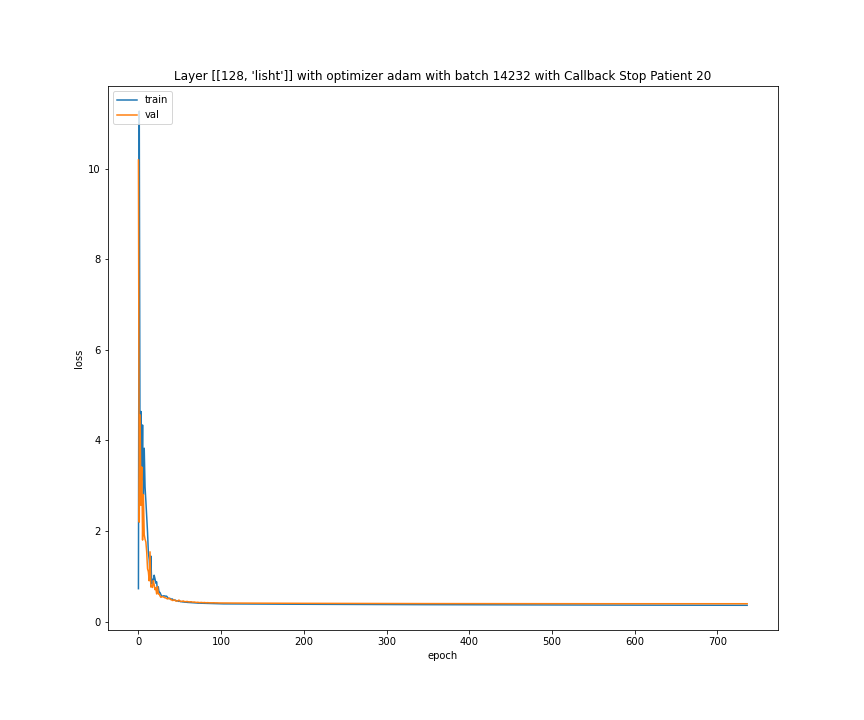 Layer [[128, 'lisht']] with optimizer adam with batch 14232 with Callback Stop Patient 20
train
val
10
8
6
4
2
0
loss
0 100 200 300 400 500 600 700
epoch